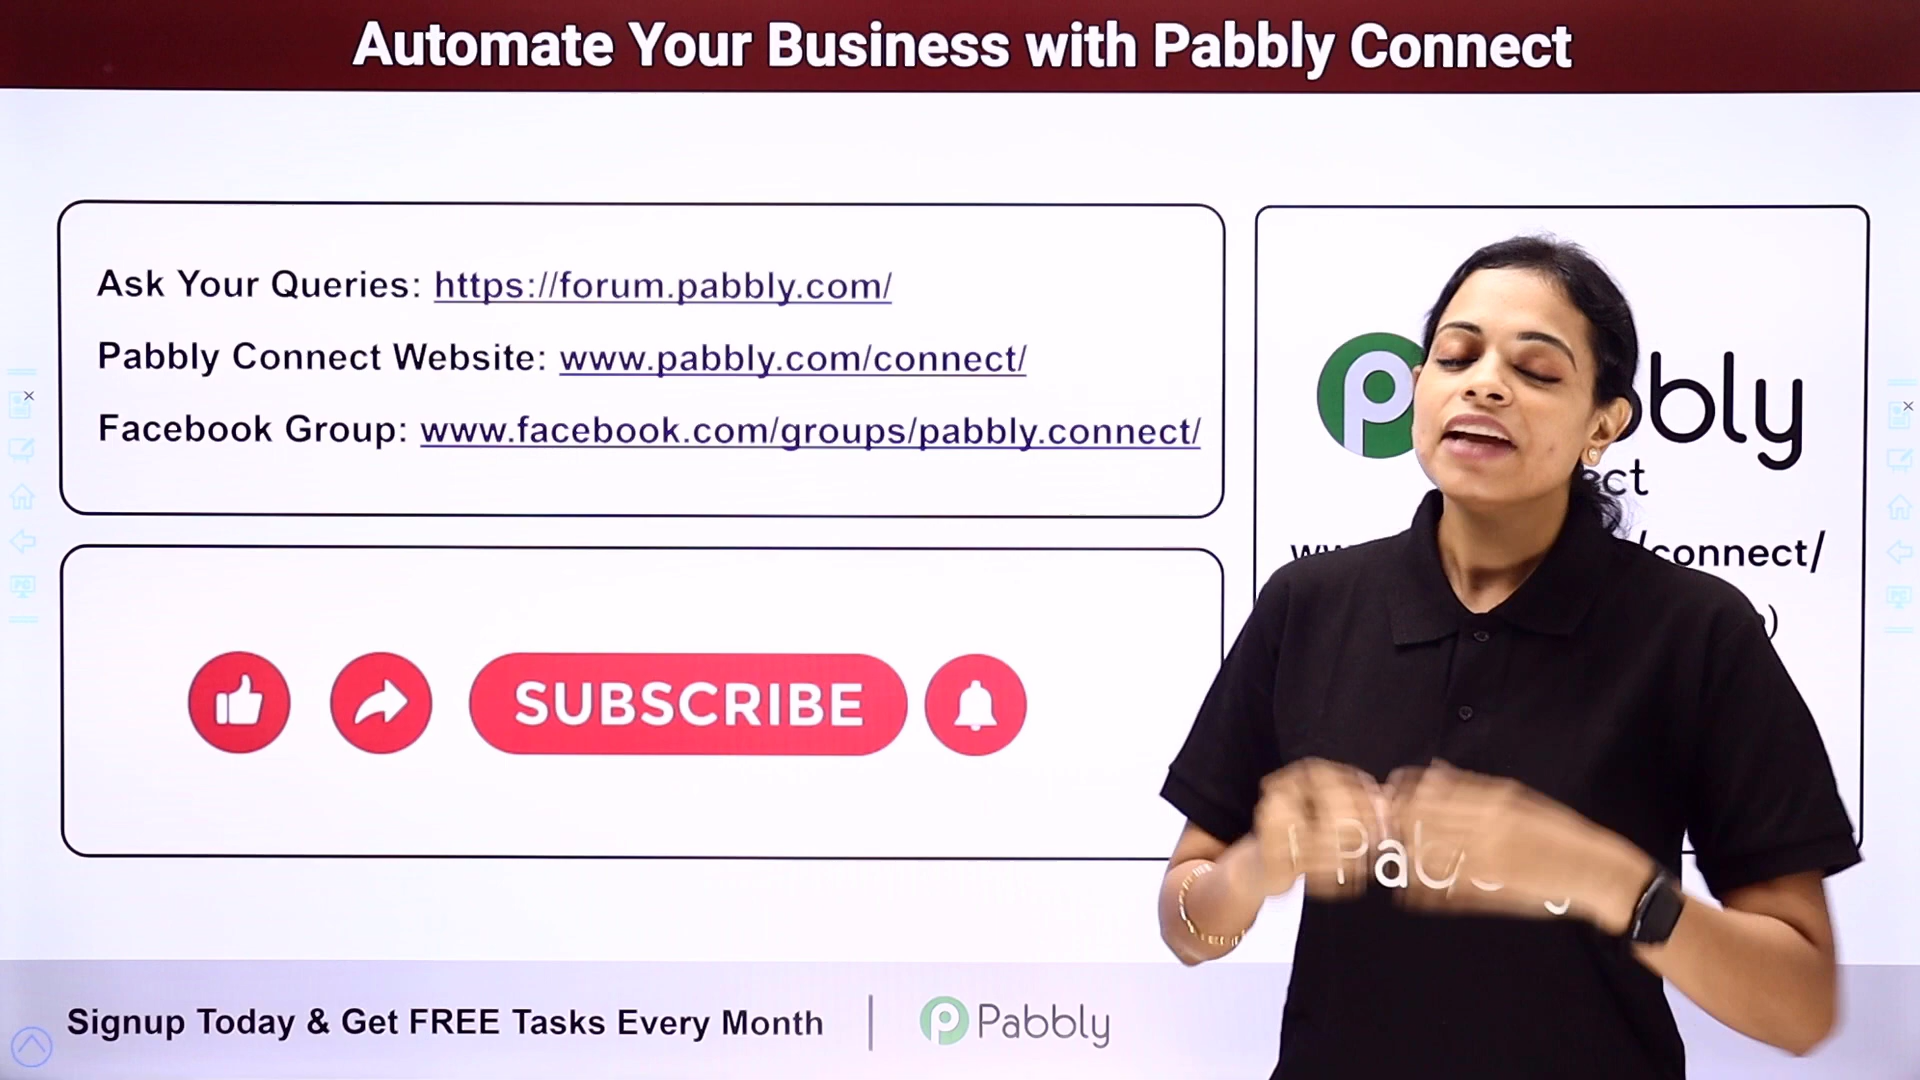 Automate Your Business with Pabbly Connect
Ask Your Queries: https://forum.pabbly.com/
Pabbly Connect Website: www.pabbly.com/connect/
Facebook Group: www.facebook.com/groups/pabbly.connect/
SUBSCRIBE
/connect/
Signup Today & Get FREE Tasks Every Month
Pabbly